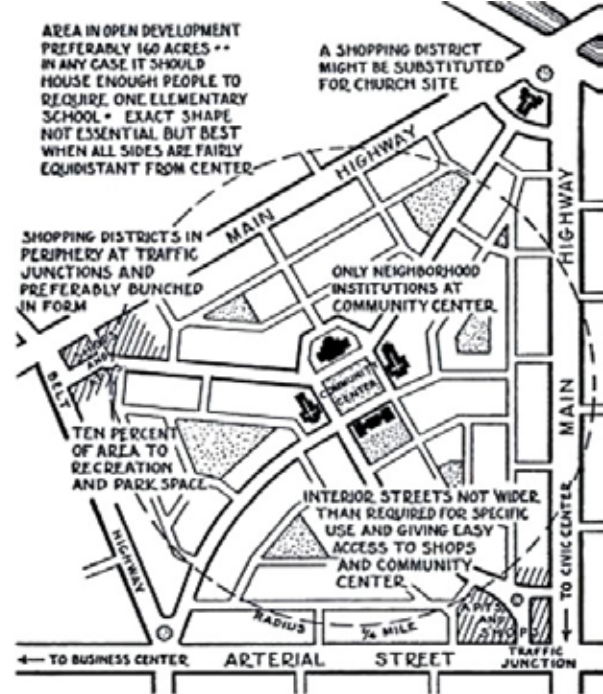 AREA IN OPEN DEVELOPMENT
PREFERABLY 160 ACRES ••
IN ANY CASE IT SHOULD
HOUSE ENOUGH PEOPLE TO
REQUIRE ONE ELEMENTARY
SCHOOL • EXACT SHAPE
NOT ESSENTIAL BUT BEST
WHEN ALL SIDES ARE FAIRLY
EQUIDISTANT FROM CENTER
A SHOPPING DISTRICT
MIGHT BE SUBSTITUTED
FOR CHURCH SITE
MAIN HIGHWAY
HIGHWAY
SHOPPING DISTRICTS IN
PERIPHERY AT TRAFFIC
JUNCTIONS AND
PREFERABLY BUNCHED
IN FORM
ONLY NEIGHBORHOOD
INSTITUTIONS AT
COMMUNITY CENTER
AND
BELT
COMMUNITY
CENTER
MAIN
TEN PERCENT
OF AREA TO
RECREATION
AND PARK SPACE
INTERIOR STREETS NOT WIDER
THAN REQUIRED FOR SPECIFIC
USE AND GIVING EASY
ACCESS TO SHOPS
AND COMMUNITY
CENTER
HIGHWAY
TO CIVIC CENTER
RADIUS ¼ MILE
APTS
AND
SHOPS
TRAFFIC
JUNCTION
← TO BUSINESS CENTER
ARTERIAL STREET